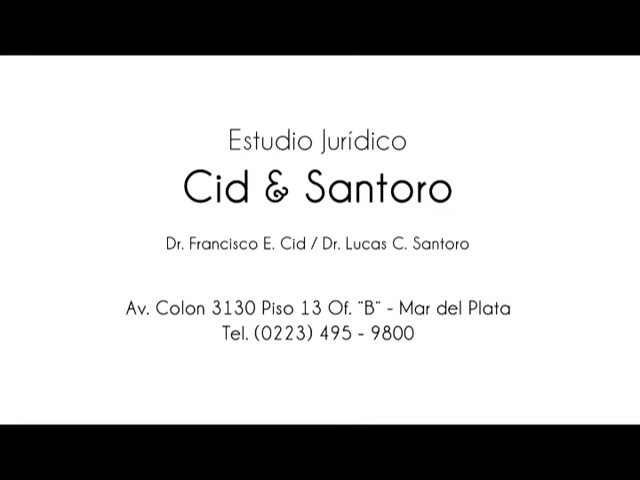 Estudio Jurídico
Cid & Santoro
Dr. Francisco E. Cid / Dr. Lucas C. Santoro
Av. Colon 3130 Piso 13 Of. "B" - Mar del Plata
Tel. (0223) 495 - 9800